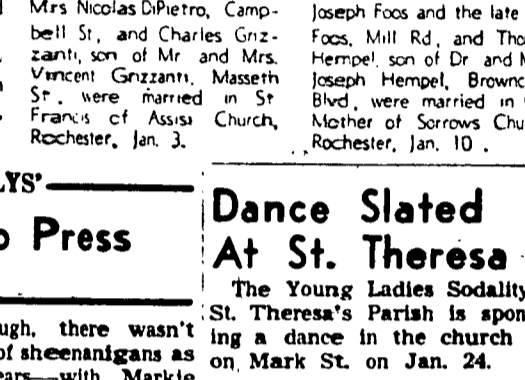 Mrs Nicolas DiPietro, Camp-
bell St, and Charles Griz-
zanti, son of Mr and Mrs.
Vincent Grizzanti, Masseth
St. were married in St
Francis of Assisi Church,
Rochester, Jan. 3.
Joseph Foos and the late
Foos, Mill Rd, and Tho
Hempel, son of Dr and M
Joseph Hempel, Brownc
Blvd, were married in
Mother of Sorrows Chu
Rochester, Jan. 10.
LYS'
o Press
ugh, there wasn't
of sheenanigans as
ears—with Markie
Dance Slated
At St. Theresa
The Young Ladies Sodality
St. Theresa's Parish is spon
ing a dance in the church
on Mark St. on Jan. 24.